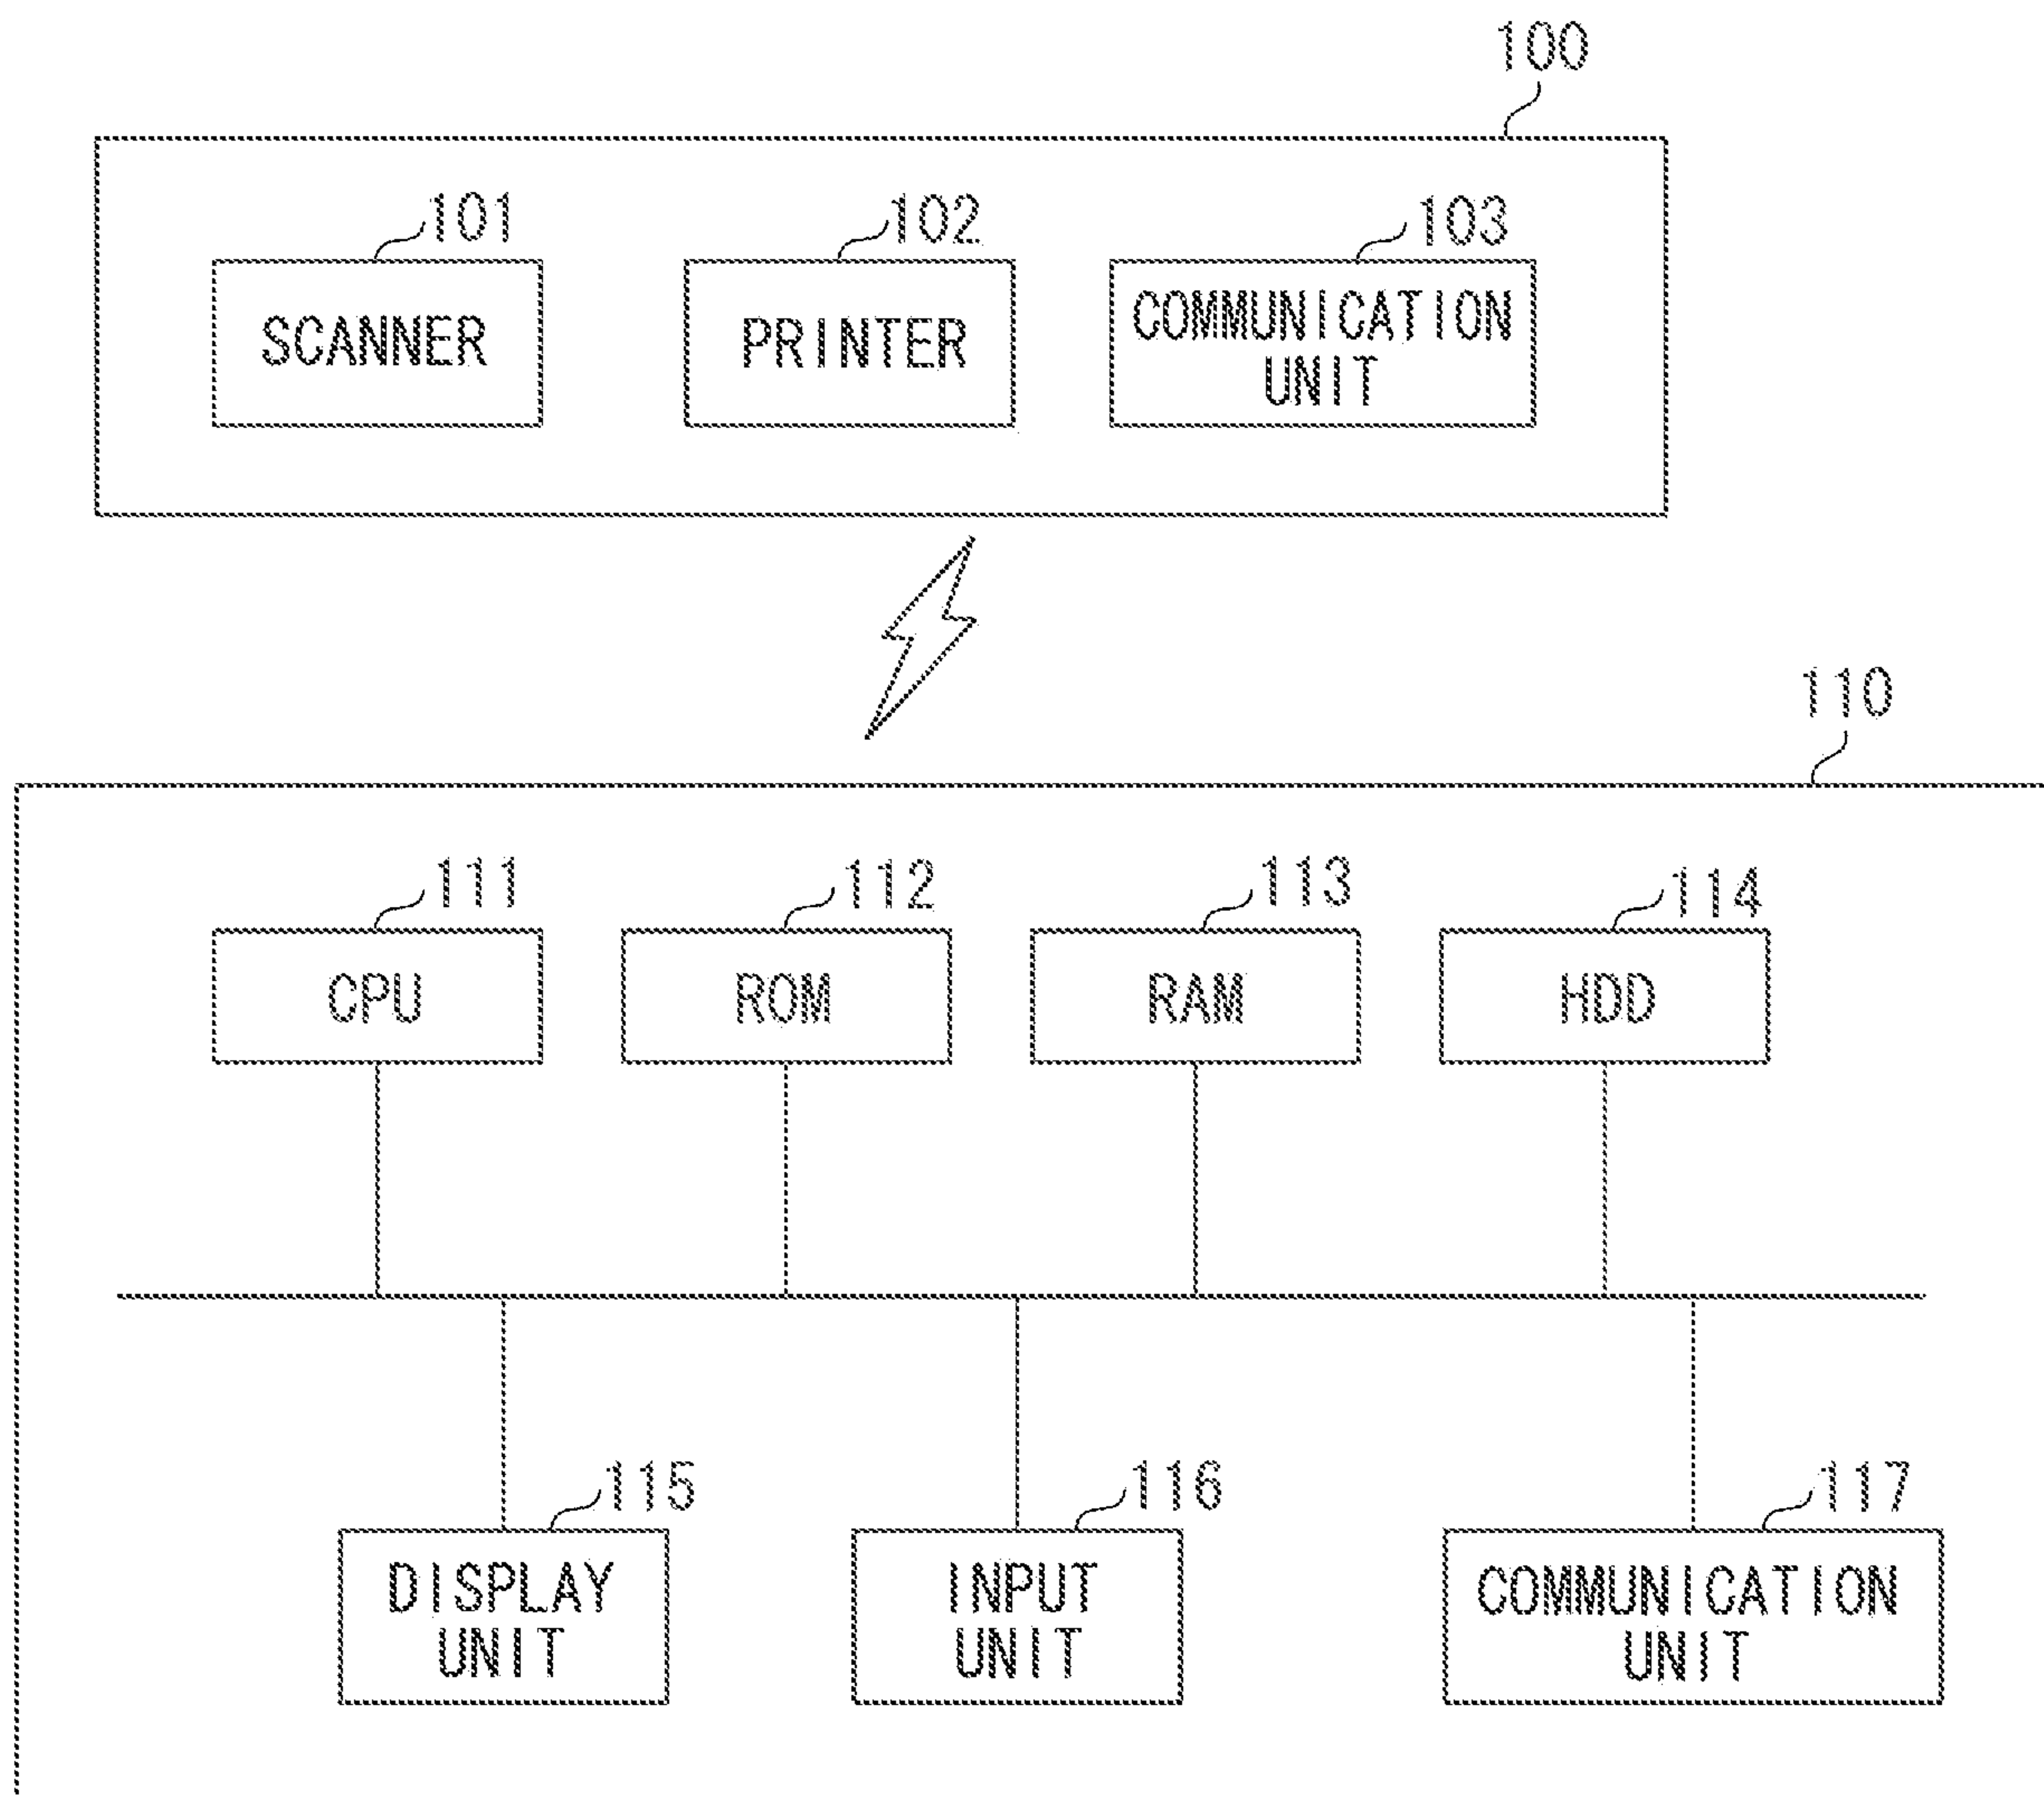 100
101
102
103
SCANNER
PRINTER
COMMUNICATION
UNIT
110
111
112
113
114
CPU
ROM
RAM
HDD
115
116
117
DISPLAY
UNIT
INPUT
UNIT
COMMUNICATION
UNIT